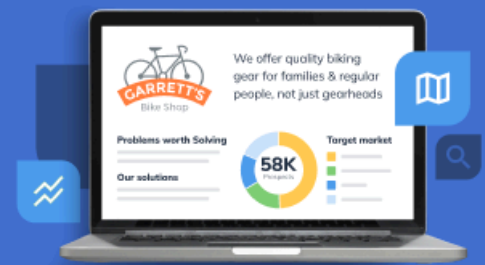 GARRETT'S
Bike Shop
We offer quality biking
gear for families & regular
people, not just gearheads
Problems worth Solving
Our solutions
58K
Prospects
Target market